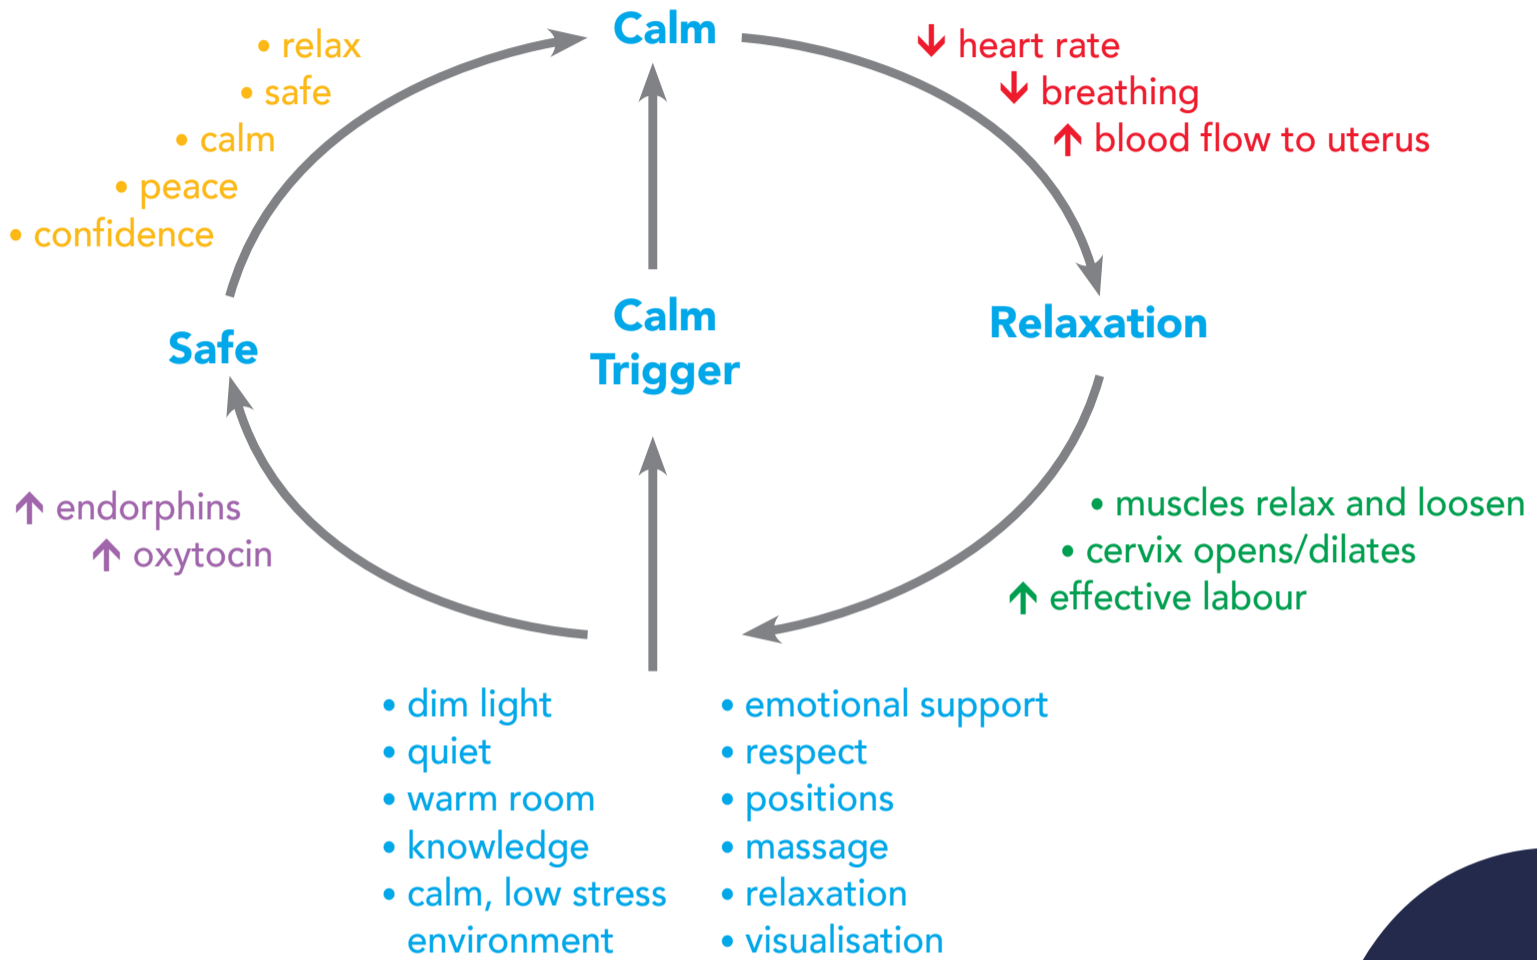 Calm
• relax
• safe
• calm
• peace
• confidence
↓ heart rate
↓ breathing
↑ blood flow to uterus
Safe
Calm
Trigger
Relaxation
↑ endorphins
↑ oxytocin
• muscles relax and loosen
• cervix opens/dilates
↑ effective labour
• dim light
• quiet
• warm room
• knowledge
• calm, low stress
environment
• emotional support
• respect
• positions
• massage
• relaxation
• visualisation